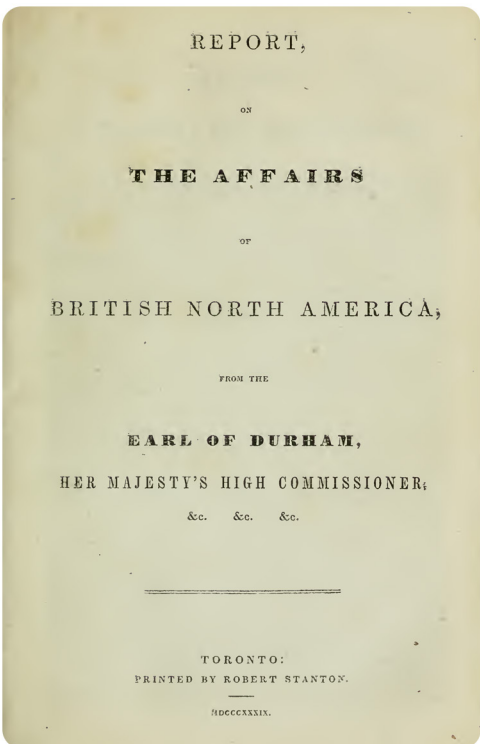 REPORT,
ON
THE AFFAIRS
OF
BRITISH NORTH AMERICA,
FROM THE
EARL OF DURHAM,
HER MAJESTY'S HIGH COMMISSIONER,
&c. &c. &c.
TORONTO:
PRINTED BY ROBERT STANTON.
MDCCCXXXIX.